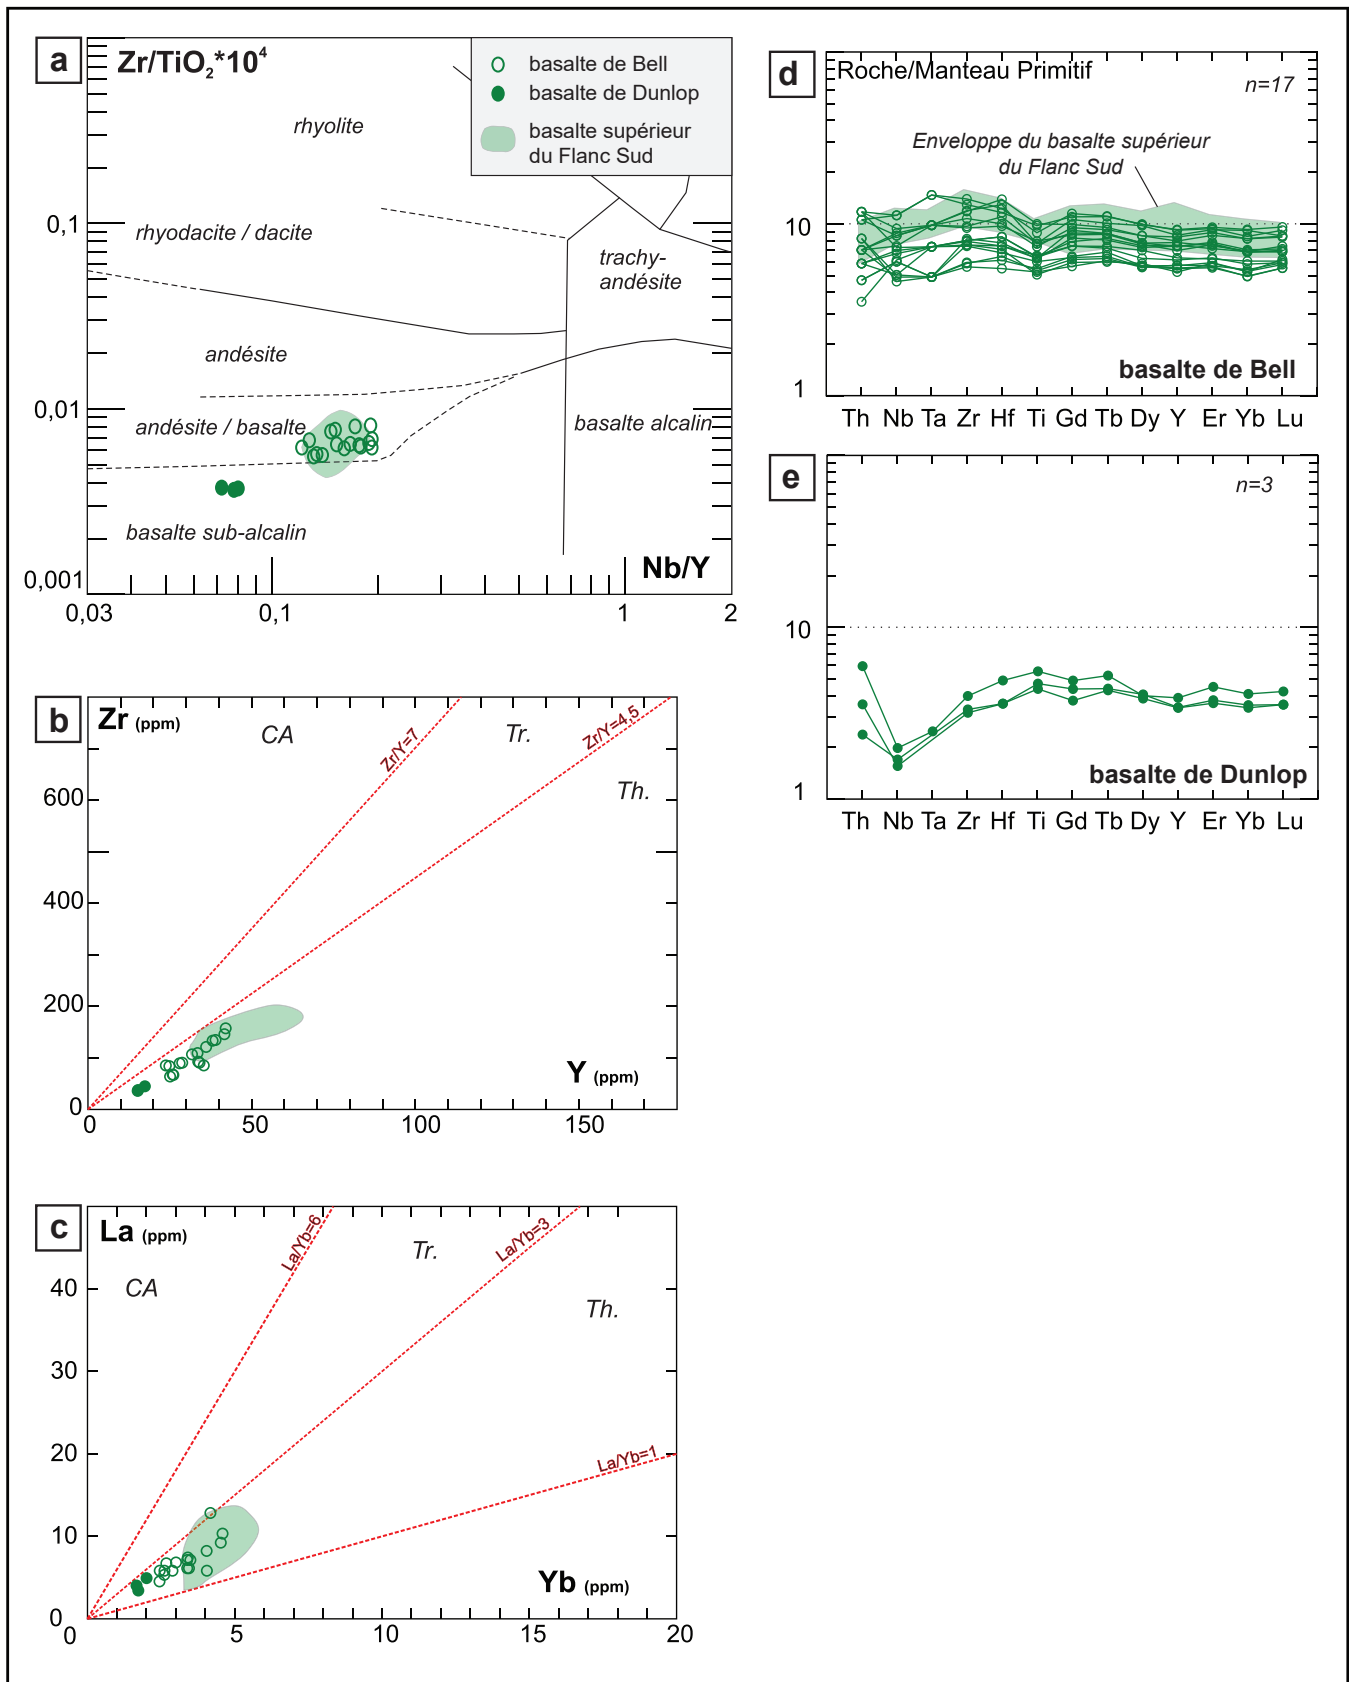 a
Zr/TiO2*10⁴
basalte de Bell
basalte de Dunlop
basalte supérieur
du Flanc Sud
rhyolite
0,1
rhyodacite / dacite
trachy-
andésite
andésite
0,01
andésite / basalte
basalte alcalin
basalte sub-alcalin
Nb/Y
0,001
0,03 0,1 1 2
b
Zr (ppm)
CA
Zr/Y=7
Tr.
Zr/Y=4,5
Th.
600
400
200
0
Y (ppm)
0 50 100 150
c
La (ppm)
La/Yb=6
La/Yb=3
Tr.
CA
Th.
40
30
20
La/Yb=1
10
0
Yb (ppm)
0 5 10 15 20
d
Roche/Manteau Primitif
n=17
Enveloppe du basalte supérieur
du Flanc Sud
10
basalte de Bell
1
Th Nb Ta Zr Hf Ti Gd Tb Dy Y Er Yb Lu
e
n=3
10
basalte de Dunlop
1
Th Nb Ta Zr Hf Ti Gd Tb Dy Y Er Yb Lu